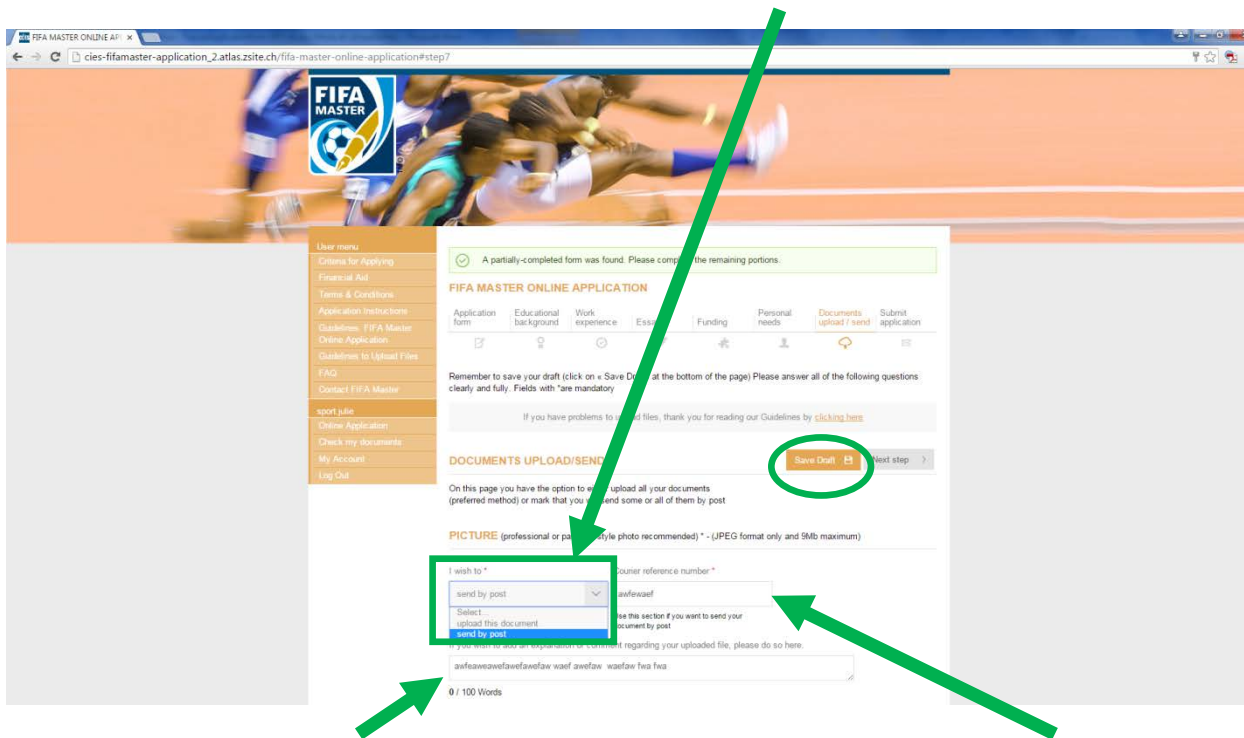 FIFA MASTER ONLINE API
cies-fifamaster-application_2.atlas.zsite.ch/fifa-master-online-application#step7
FIFA
MASTER
User menu
Criteria for Applying
Financial Aid
Terms & Conditions
Application Instructions
Guidelines FIFA Master
Online Application
Guidelines to Upload Files
FAQ
Contact FIFA Master
sport julie
Online Application
Check my documents
My Account
Log Out
A partially-completed form was found. Please the remaining portions.
FIFA MASTER ONLINE APPLICATION
Application form
Educational background
Work experience
Funding
Personal needs
Documents upload / send
Submit application
Remember to save your draft (click on « Save at the bottom of the page) Please answer all of the following questions
clearly and fully. Fields with *are mandatory
If you have problems to files, thank you for reading our Guidelines by clicking here
DOCUMENTS UPLOAD/SEND
Save Draft
Next step
On this page you have the option to upload all your documents
(preferred method) or mark that you send some or all of them by post
PICTURE (professional or style photo recommended) * - (JPEG format only and 9Mb maximum)
I wish to *
Courier reference number *
send by post
awfewaef
Select...
upload this document
send by post
this section if you want to send your
document by post
If you wish to add an explanation or comment regarding your uploaded file, please do so here.
awfeaweawefawefawefaw waef awefaw waefaw fwa fwa
0 / 100 Words